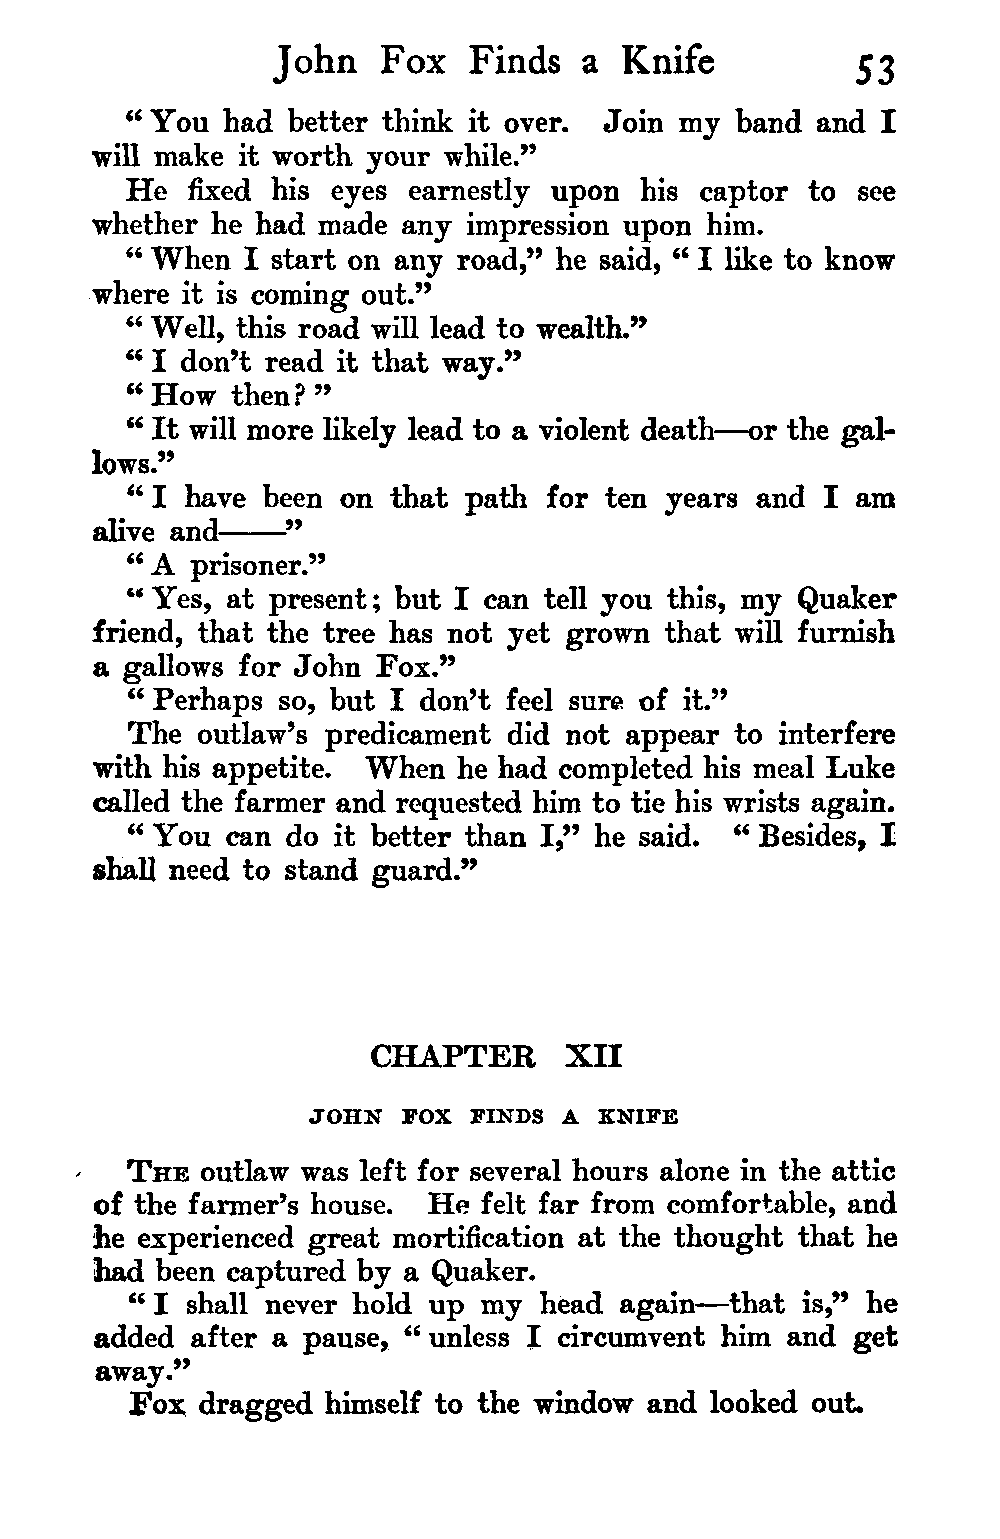 John Fox Finds a Knife 53
“ You had better think it over. Join my band and I
will make it worth your while.”
He fixed his eyes earnestly upon his captor to see
whether he had made any impression upon him.
“ When I start on any road,” he said, “ I like to know
where it is coming out.”
“ Well, this road will lead to wealth.”
“ I don’t read it that way.”
“ How then? ”
“ It will more likely lead to a violent death—or the gal-
lows.”
“ I have been on that path for ten years and I am
alive and——”
“ A prisoner.”
“ Yes, at present; but I can tell you this, my Quaker
friend, that the tree has not yet grown that will furnish
a gallows for John Fox.”
“ Perhaps so, but I don’t feel sure of it.”
The outlaw’s predicament did not appear to interfere
with his appetite. When he had completed his meal Luke
called the farmer and requested him to tie his wrists again.
“ You can do it better than I,” he said. “ Besides, I
shall need to stand guard.”
CHAPTER XII
JOHN FOX FINDS A KNIFE
THE outlaw was left for several hours alone in the attic
of the farmer’s house. He felt far from comfortable, and
he experienced great mortification at the thought that he
had been captured by a Quaker.
“ I shall never hold up my head again—that is,” he
added after a pause, “ unless I circumvent him and get
away.”
Fox dragged himself to the window and looked out.